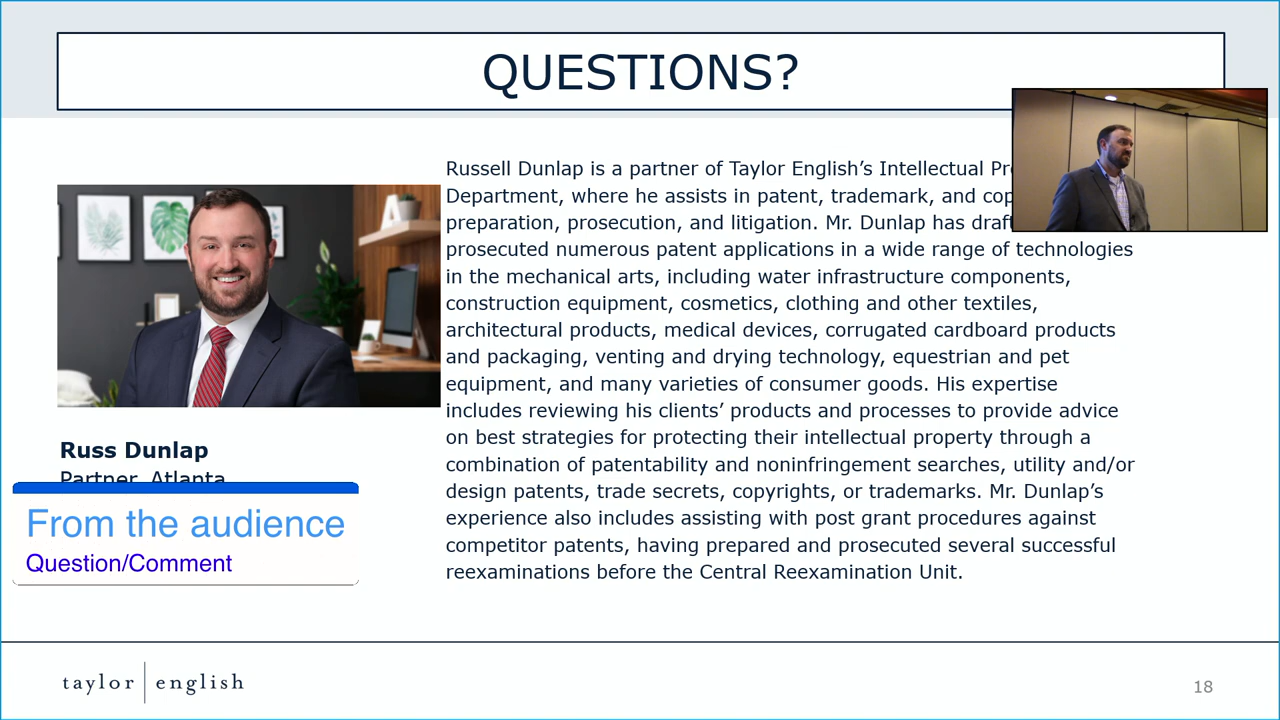 QUESTIONS?
Russell Dunlap is a partner of Taylor English’s Intellectual
Department, where he assists in patent, trademark, and
preparation, prosecution, and litigation. Mr. Dunlap has
prosecuted numerous patent applications in a wide range of technologies
in the mechanical arts, including water infrastructure components,
construction equipment, cosmetics, clothing and other textiles,
architectural products, medical devices, corrugated cardboard products
and packaging, venting and drying technology, equestrian and pet
equipment, and many varieties of consumer goods. His expertise
includes reviewing his clients’ products and processes to provide advice
on best strategies for protecting their intellectual property through a
combination of patentability and noninfringement searches, utility and/or
design patents, trade secrets, copyrights, or trademarks. Mr. Dunlap’s
experience also includes assisting with post grant procedures against
competitor patents, having prepared and prosecuted several successful
reexaminations before the Central Reexamination Unit.
Russ Dunlap
Partner, Atlanta
From the audience
Question/Comment
taylor english
18